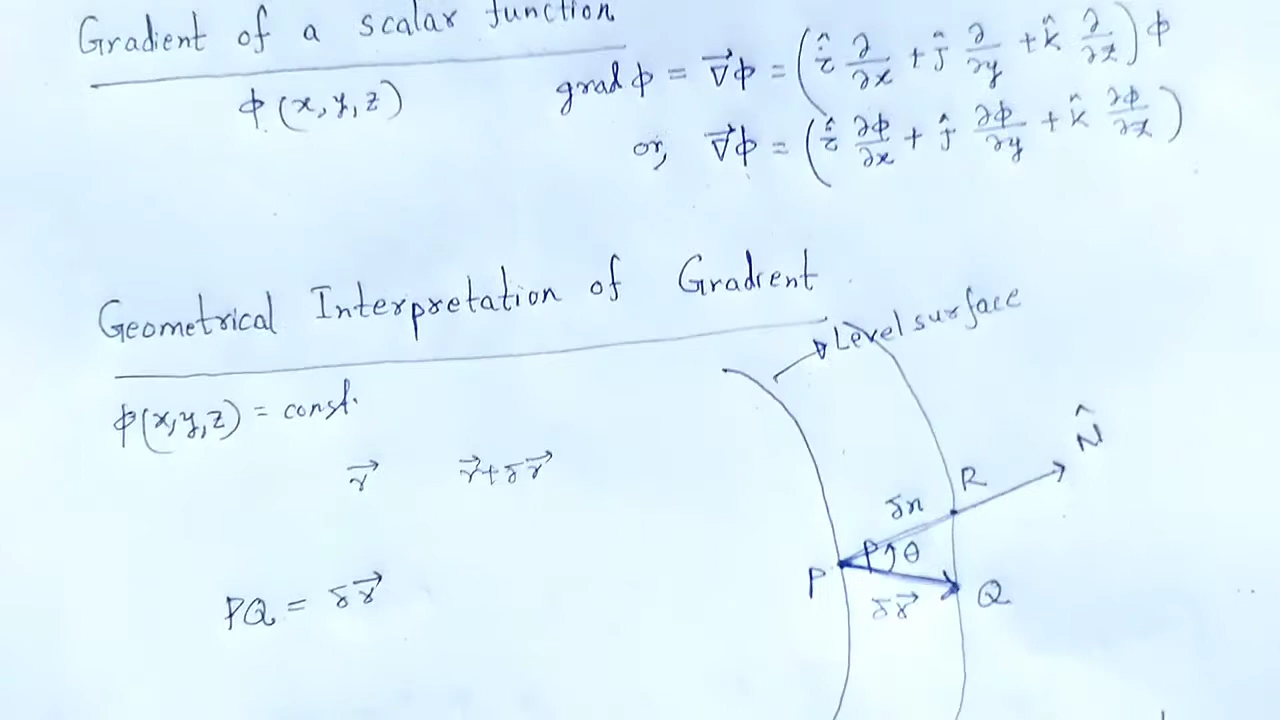 Gradient of a scalar function
ϕ(x, y, z)
grad ϕ = ∇⃗ϕ = (î ∂/∂x + ĵ ∂/∂y + k̂ ∂/∂z) ϕ
or, ∇⃗ϕ = (î ∂ϕ/∂x + ĵ ∂ϕ/∂y + k̂ ∂ϕ/∂z)
Geometrical Interpretation of Gradient
Level surface
ϕ(x,y,z) = const.
r⃗ r⃗+δr⃗
N̂
R
δn
θ
P
Q
δr⃗
PQ = δr⃗